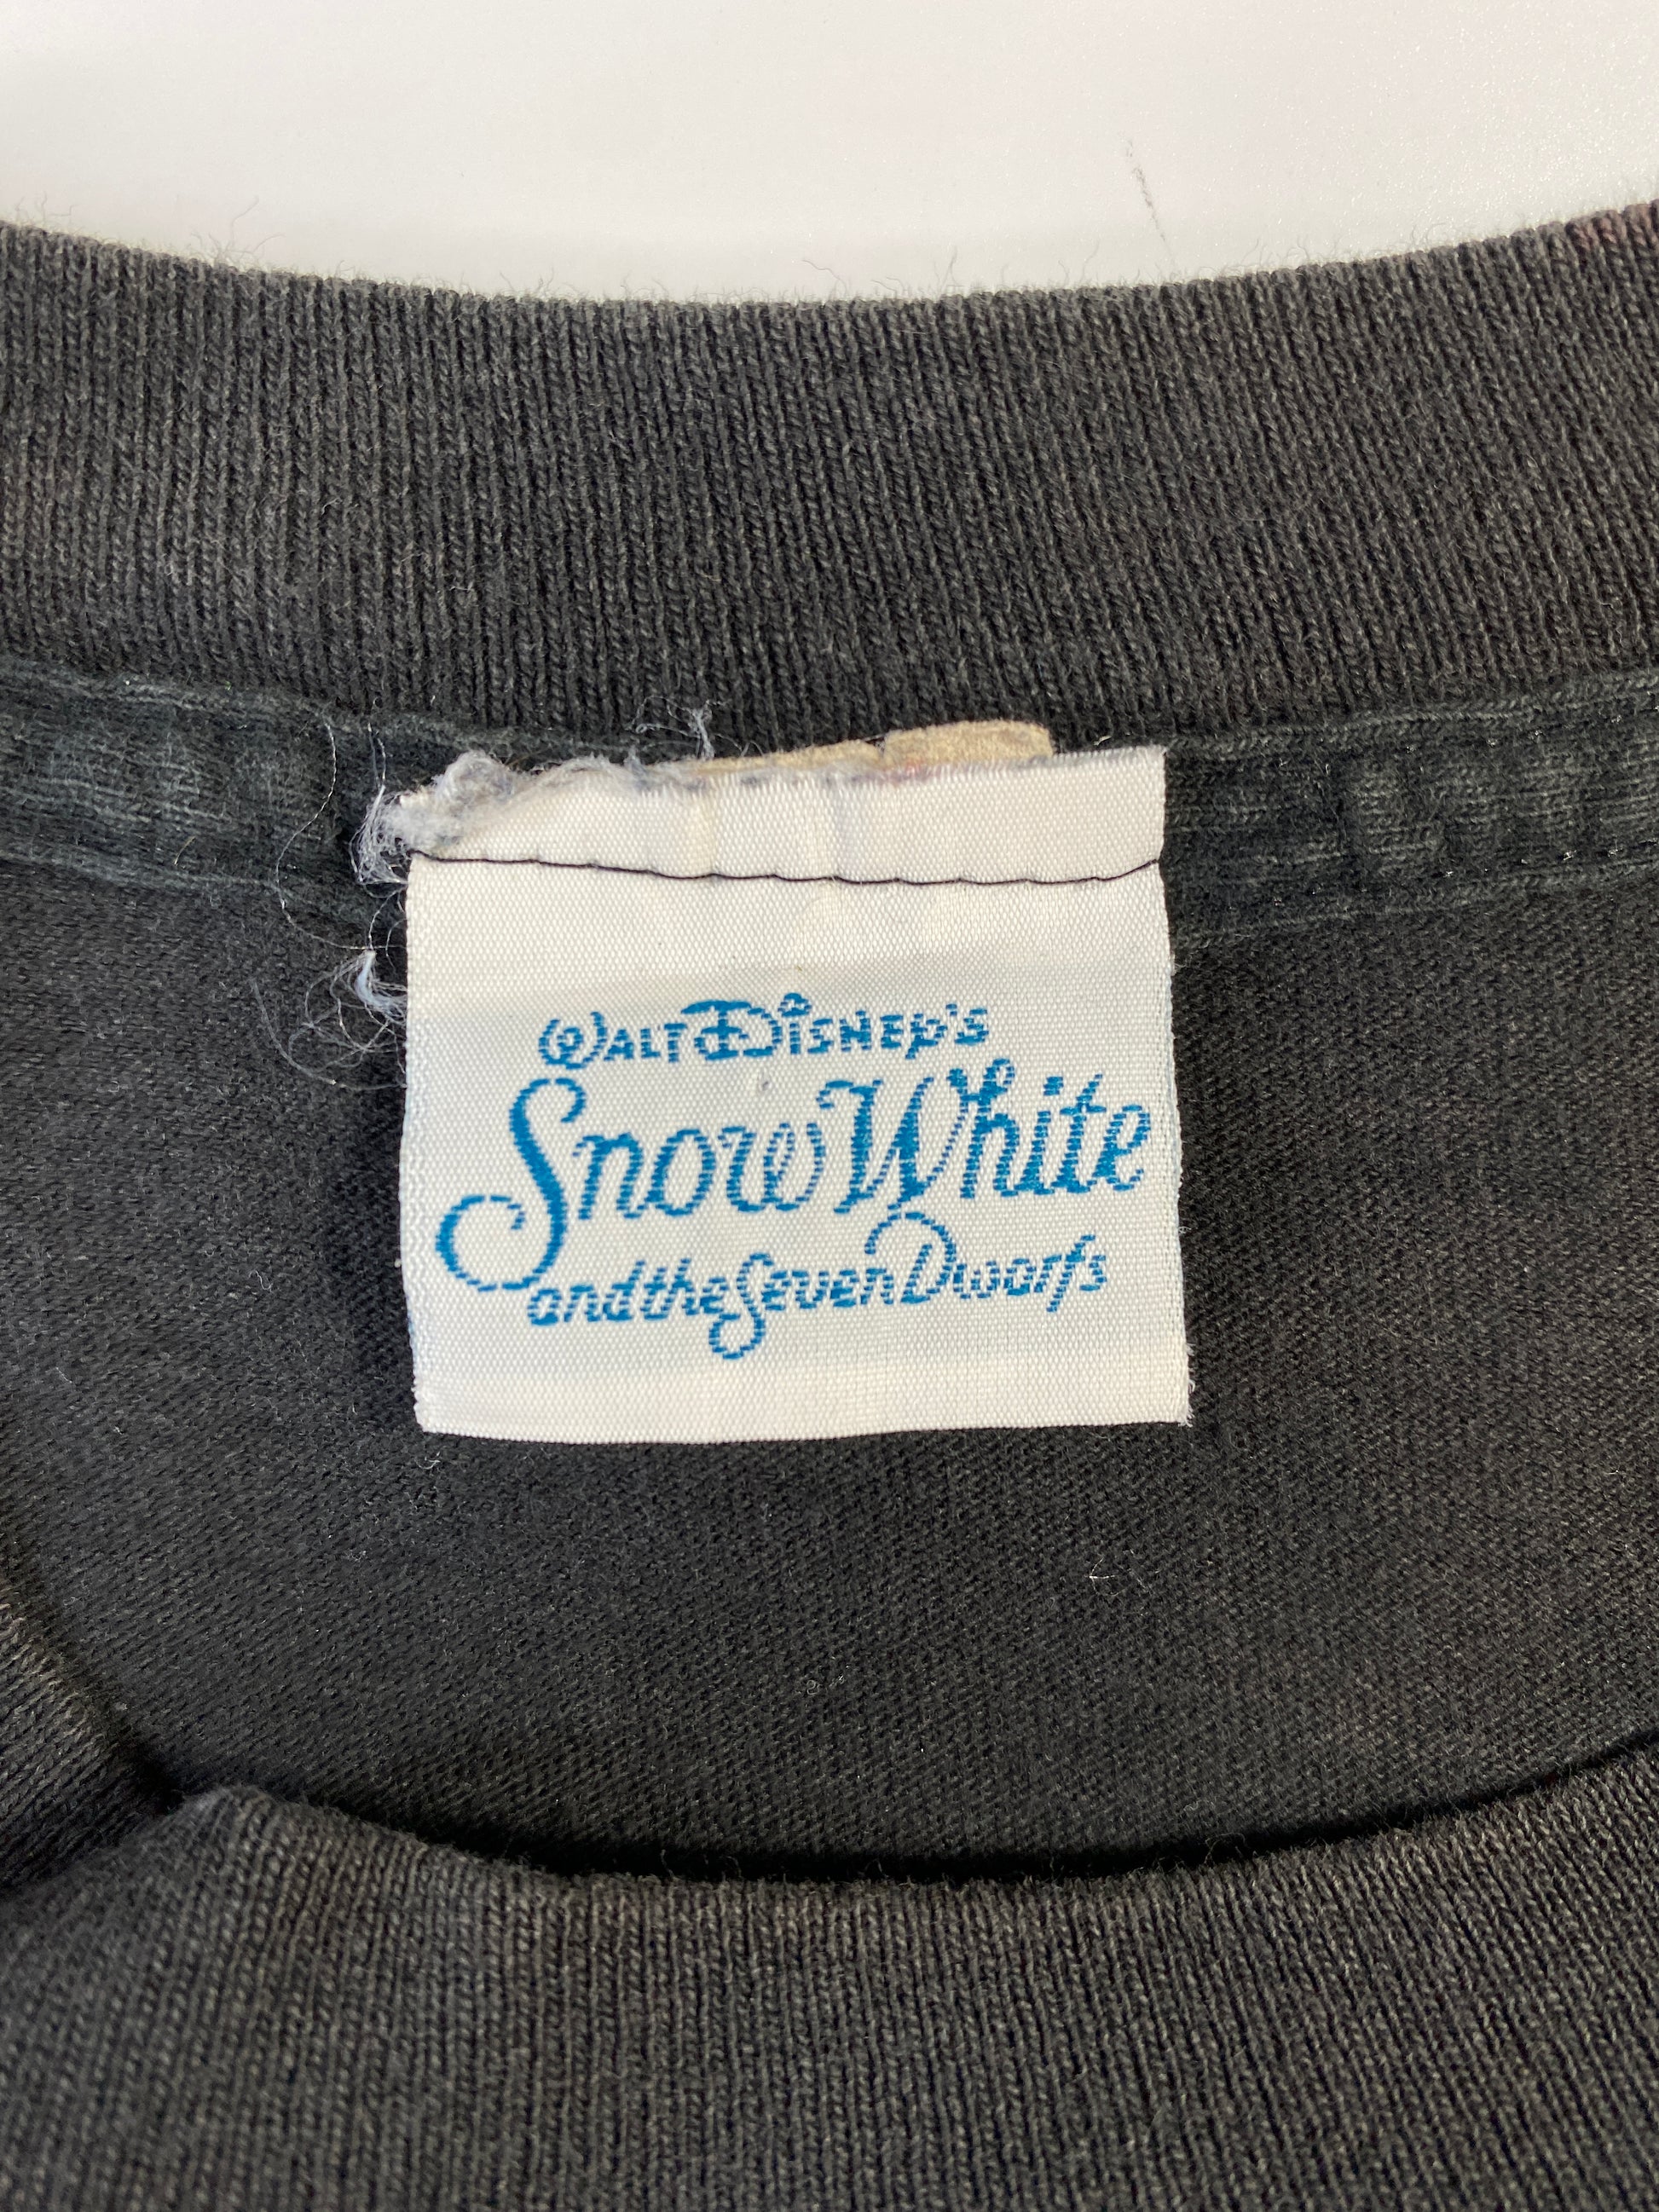 WALT DISNEY'S
Snow White
and the Seven Dwarfs